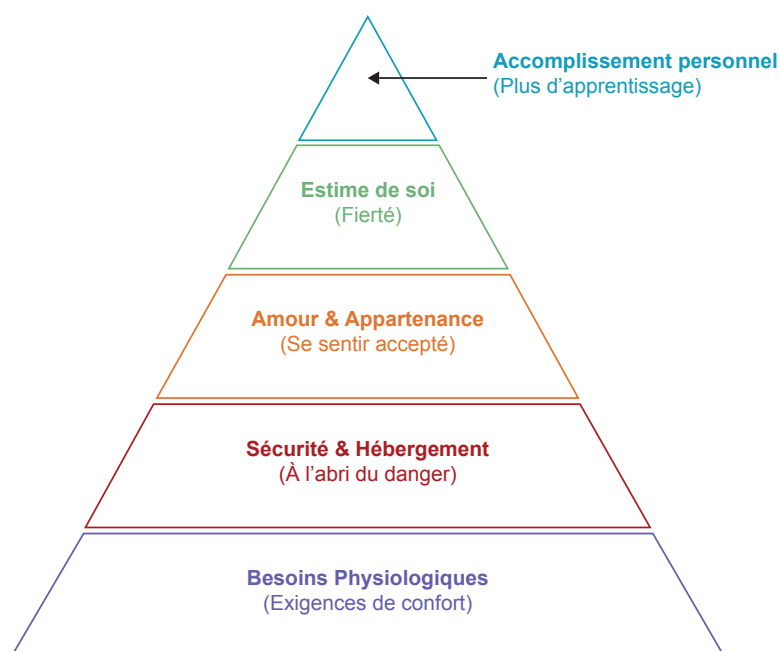 Accomplissement personnel
(Plus d’apprentissage)
Estime de soi
(Fierté)
Amour & Appartenance
(Se sentir accepté)
Sécurité & Hébergement
(À l’abri du danger)
Besoins Physiologiques
(Exigences de confort)